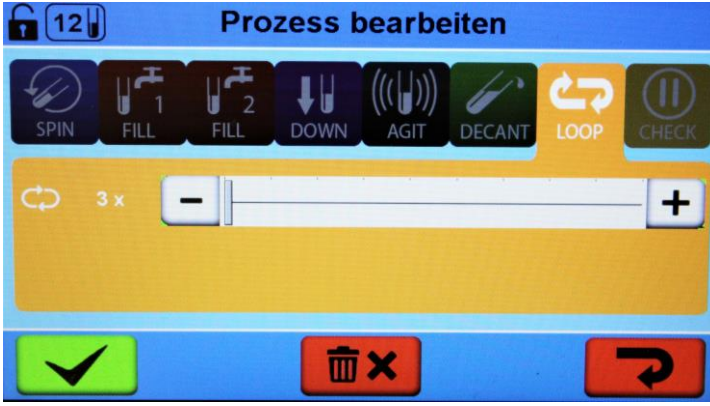 12 Prozess bearbeiten
SPIN 1 FILL 2 FILL DOWN AGIT DECANT LOOP CHECK
3 x − +